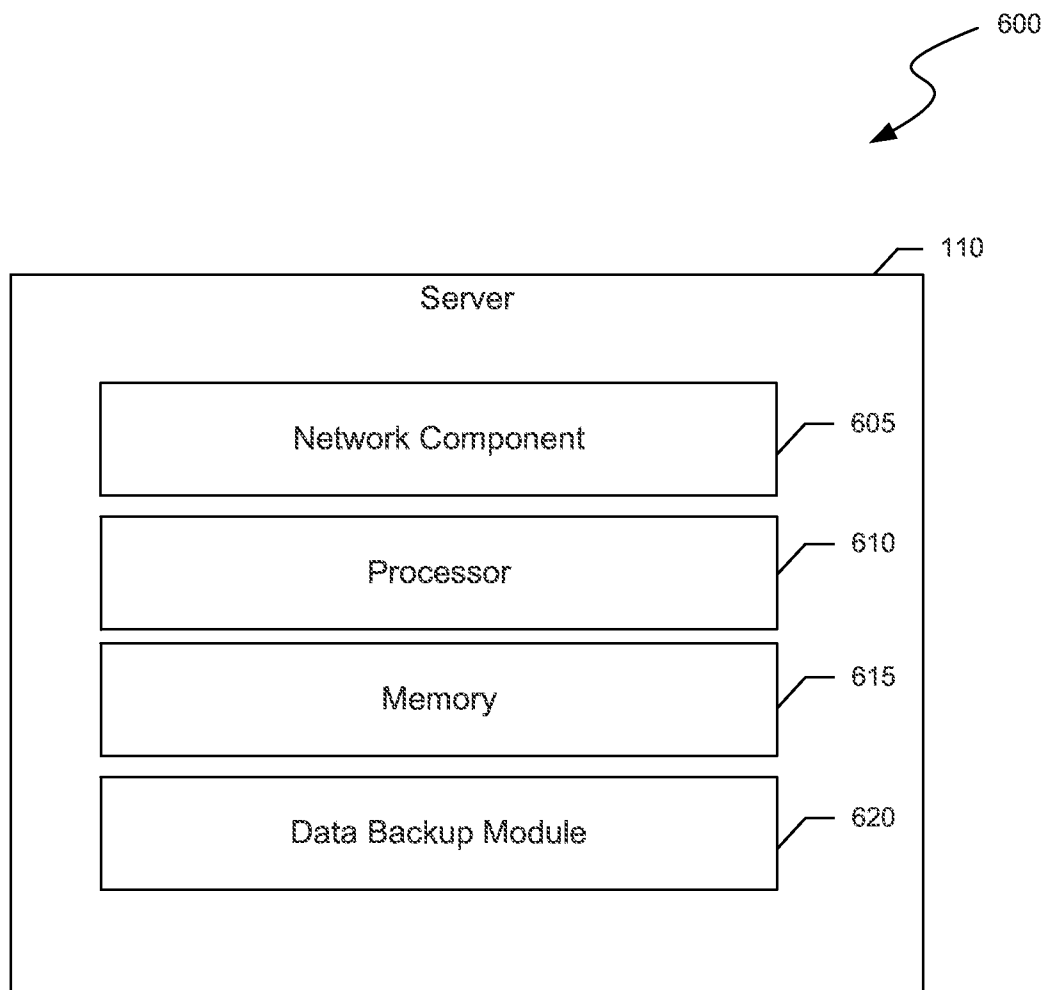 600
110
Server
Network Component
605
Processor
610
Memory
615
Data Backup Module
620